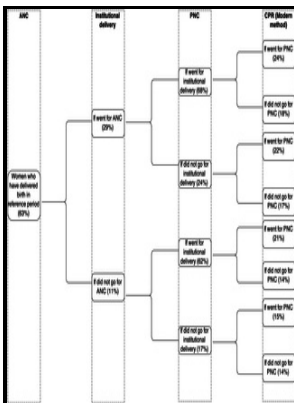 ANC
Institutional delivery
PNC
CPR (Modern
method)
Women who
have delivered
birth in
reference period
(63%)
If went for ANC
(29%)
If did not go for
ANC (11%)
If went for
institutional
delivery (68%)
If did not go for
institutional
delivery (24%)
If went for
institutional
delivery (62%)
If did not go for
institutional
delivery (17%)
If went for PNC
(24%)
If did not go for
PNC (18%)
If went for PNC
(22%)
If did not go for
PNC (17%)
If went for PNC
(21%)
If did not go for
PNC (14%)
If went for PNC
(15%)
If did not go for
PNC (14%)